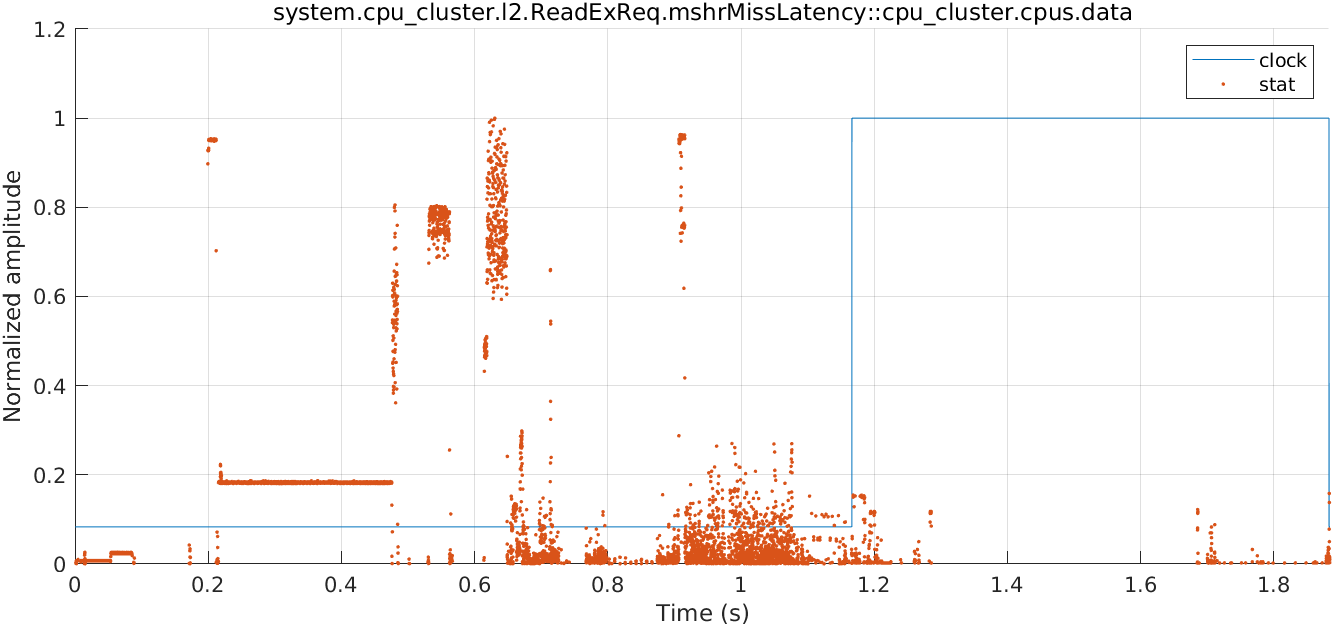 system.cpu_cluster.l2.ReadExReq.mshrMissLatency::cpu_cluster.cpus.data
1.2
1
0.8
0.6
0.4
0.2
0
Normalized amplitude
clock
stat
0 0.2 0.4 0.6 0.8 1 1.2 1.4 1.6 1.8
Time (s)